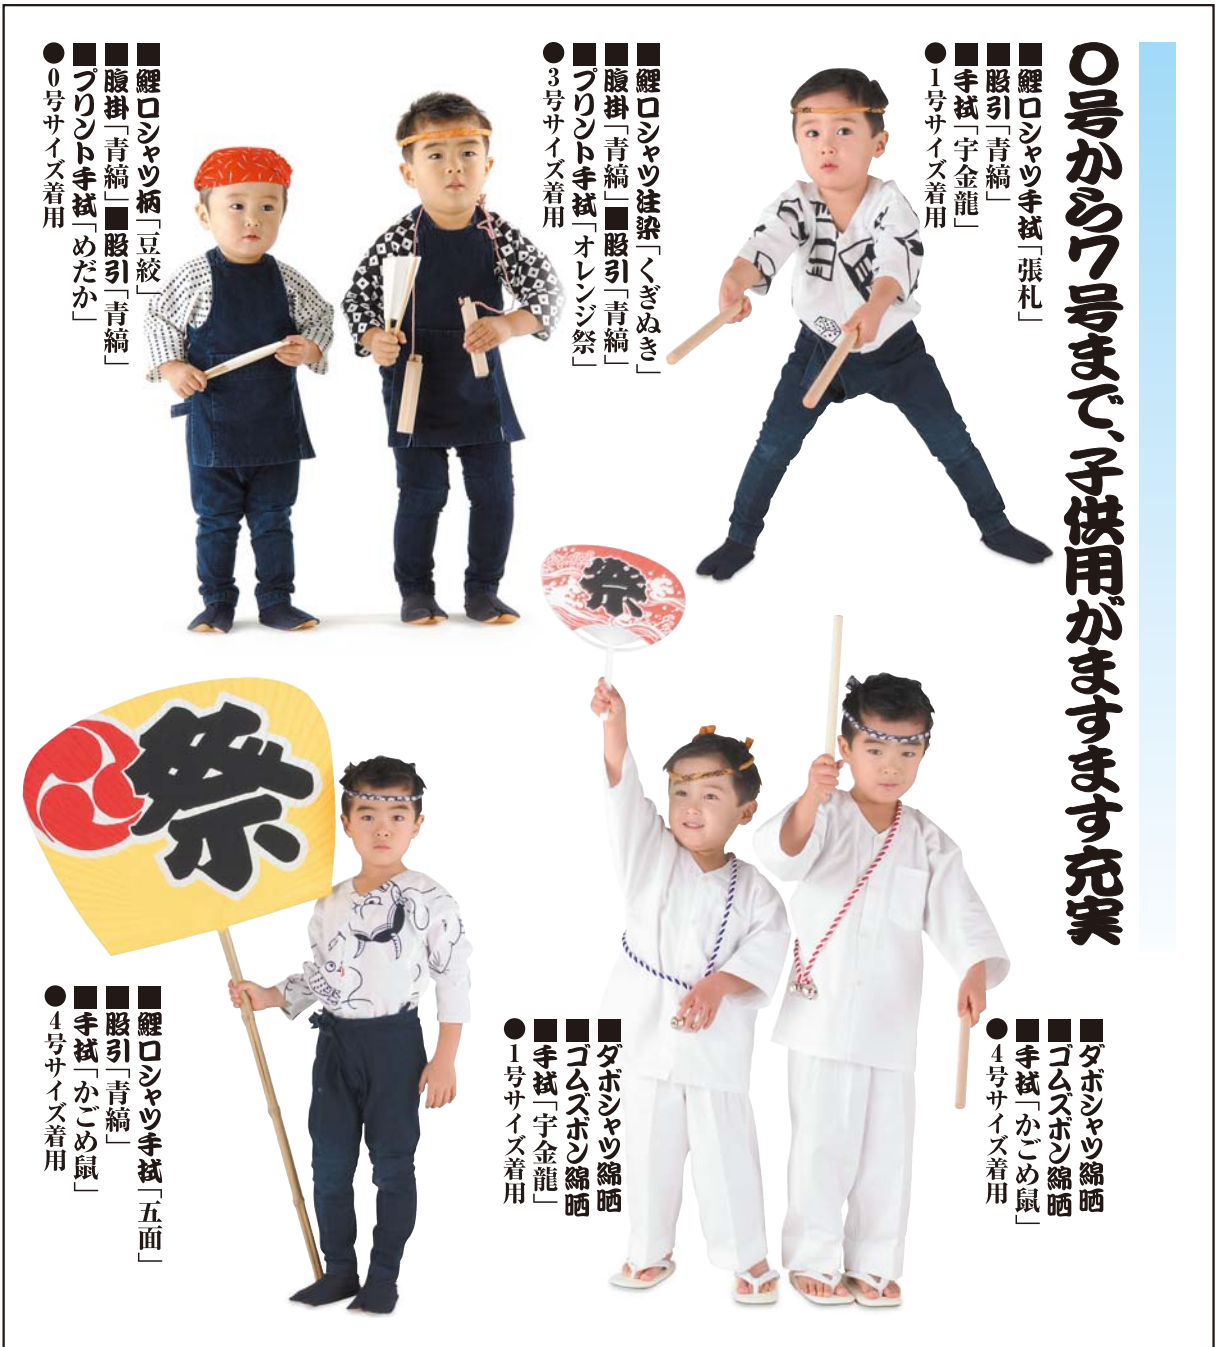 0号から7号まで、子供用がますます充実
■鯉口シャツ手拭「張札」
■股引「青縞」
■手拭「宇金龍」
●1号サイズ着用
■鯉口シャツ注染「くぎぬき」
■腹掛「青縞」■股引「青縞」
■プリント手拭「オレンジ祭」
●3号サイズ着用
■鯉口シャツ柄「豆絞」
■腹掛「青縞」■股引「青縞」
■プリント手拭「めだか」
●0号サイズ着用
祭
祭
■ダボシャツ綿晒
■ゴムズボン綿晒
■手拭「かごめ鼠」
●4号サイズ着用
■ダボシャツ綿晒
■ゴムズボン綿晒
■手拭「宇金龍」
●1号サイズ着用
■鯉口シャツ手拭「五面」
■股引「青縞」
■手拭「かごめ鼠」
●4号サイズ着用